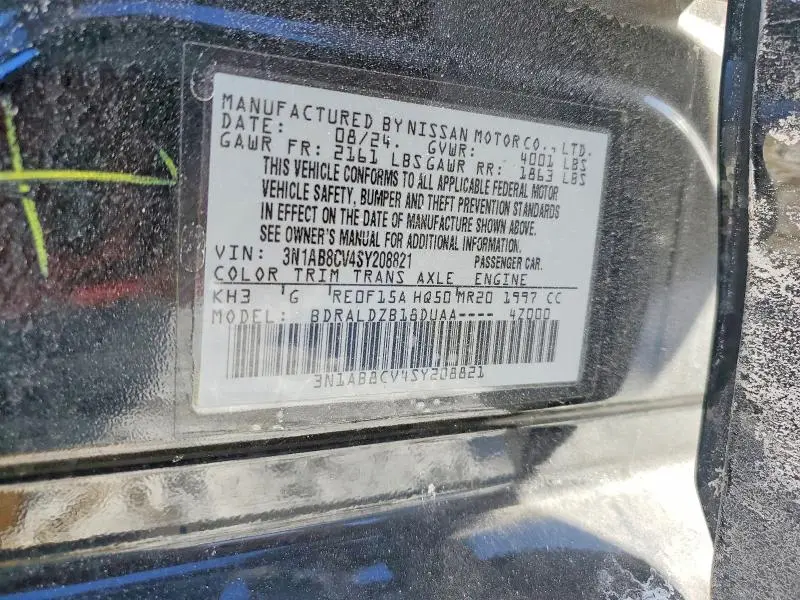 MANUFACTURED BY NISSAN MOTOR CO., LTD.
DATE: 08/24. GVWR: 4001 LBS
GAWR FR: 2161 LBS GAWR RR: 1863 LBS
THIS VEHICLE CONFORMS TO ALL APPLICABLE FEDERAL MOTOR
VEHICLE SAFETY, BUMPER AND THEFT PREVENTION STANDARDS
IN EFFECT ON THE DATE OF MANUFACTURE SHOWN ABOVE.
SEE OWNER'S MANUAL FOR ADDITIONAL INFORMATION.
VIN: 3N1AB8CV4SY208821 PASSENGER CAR.
COLOR TRIM TRANS AXLE ENGINE
KH3 'G 'RE0F15A'HQ50'MR20 1997 CC
MODEL: BDRALDZB18DUAA---- 4Z000
3N1AB8CV4SY208821